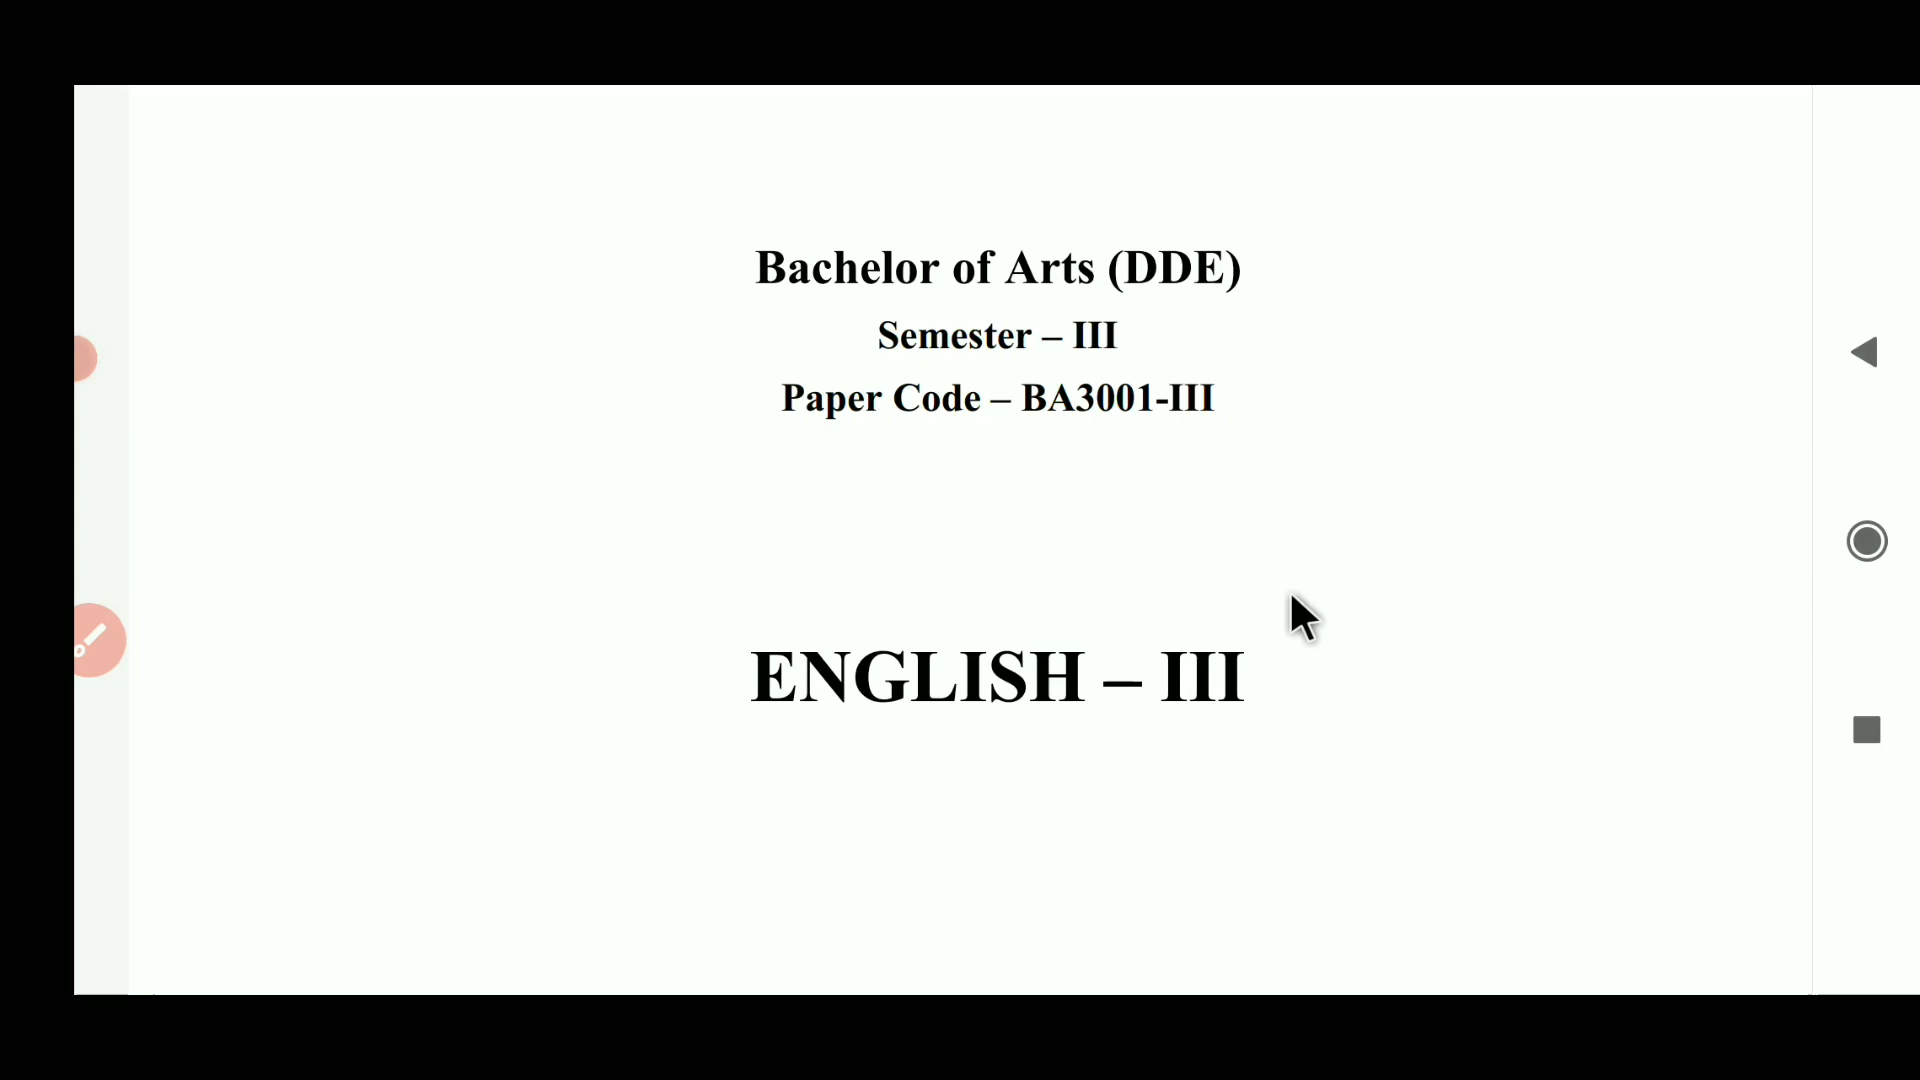 Bachelor of Arts (DDE)
Semester – III
Paper Code – BA3001-III
ENGLISH – III